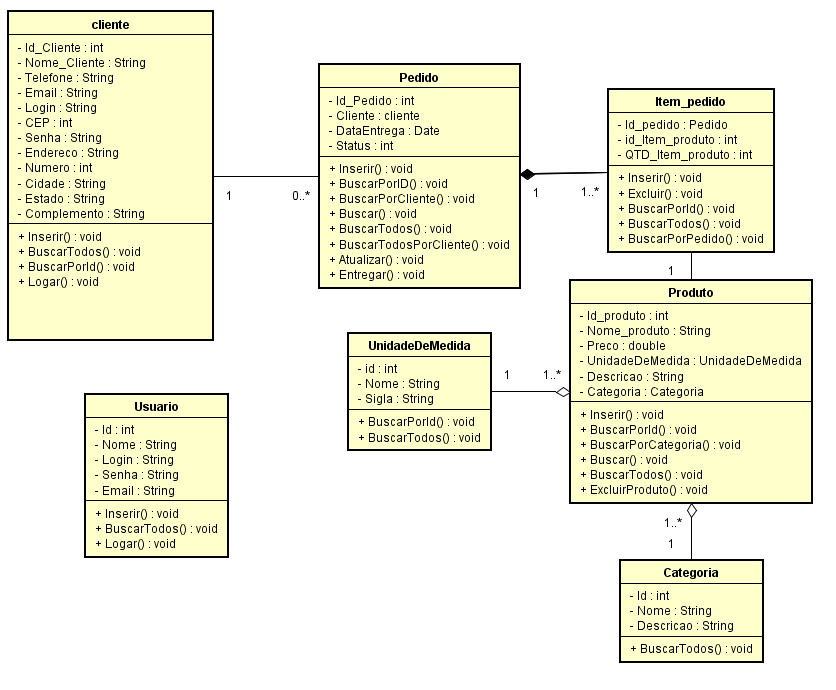 cliente
- Id_Cliente : int
- Nome_Cliente : String
- Telefone : String
- Email : String
- Login : String
- CEP : int
- Senha : String
- Endereco : String
- Numero : int
- Cidade : String
- Estado : String
- Complemento : String
+ Inserir() : void
+ BuscarTodos() : void
+ BuscarPorId() : void
+ Logar() : void
1
0..*
Pedido
- Id_Pedido : int
- Cliente : cliente
- DataEntrega : Date
- Status : int
+ Inserir() : void
+ BuscarPorID() : void
+ BuscarPorCliente() : void
+ Buscar() : void
+ BuscarTodos() : void
+ BuscarTodosPorCliente() : void
+ Atualizar() : void
+ Entregar() : void
1
1..*
Item_pedido
- Id_pedido : Pedido
- id_Item_produto : int
- QTD_Item_produto : int
+ Inserir() : void
+ Excluir() : void
+ BuscarPorId() : void
+ BuscarTodos() : void
+ BuscarPorPedido() : void
1
Produto
- Id_produto : int
- Nome_produto : String
- Preco : double
- UnidadeDeMedida : UnidadeDeMedida
- Descricao : String
- Categoria : Categoria
+ Inserir() : void
+ BuscarPorId() : void
+ BuscarPorCategoria() : void
+ Buscar() : void
+ BuscarTodos() : void
+ ExcluirProduto() : void
UnidadeDeMedida
- id : int
- Nome : String
- Sigla : String
+ BuscarPorId() : void
+ BuscarTodos() : void
1
1..*
Usuario
- Id : int
- Nome : String
- Login : String
- Senha : String
- Email : String
+ Inserir() : void
+ BuscarTodos() : void
+ Logar() : void
1..*
1
Categoria
- Id : int
- Nome : String
- Descricao : String
+ BuscarTodos() : void